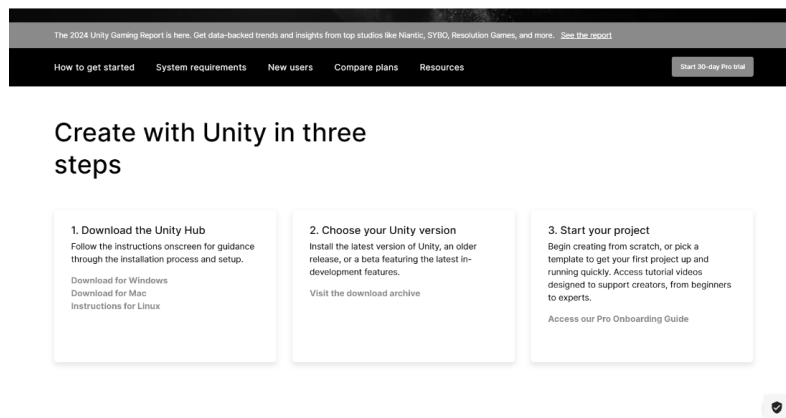 The 2024 Unity Gaming Report is here. Get data-backed trends and insights from top studios like Niantic, SYBO, Resolution Games, and more. See the report
How to get started System requirements New users Compare plans Resources Start 30-day Pro trial
Create with Unity in three
steps
1. Download the Unity Hub
Follow the instructions onscreen for guidance
through the installation process and setup.
Download for Windows
Download for Mac
Instructions for Linux
2. Choose your Unity version
Install the latest version of Unity, an older
release, or a beta featuring the latest in-
development features.
Visit the download archive
3. Start your project
Begin creating from scratch, or pick a
template to get your first project up and
running quickly. Access tutorial videos
designed to support creators, from beginners
to experts.
Access our Pro Onboarding Guide